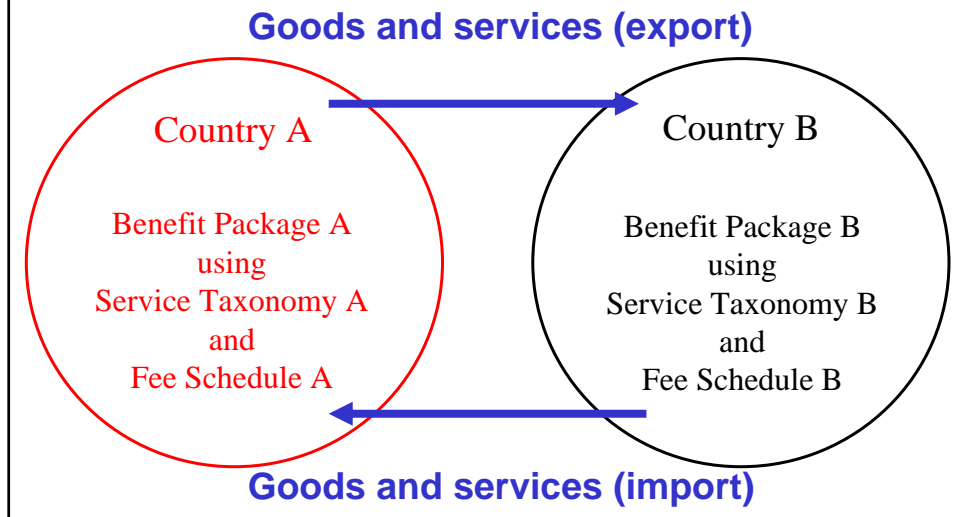 Goods and services (export)
Country A
Benefit Package A
using
Service Taxonomy A
and
Fee Schedule A
Country B
Benefit Package B
using
Service Taxonomy B
and
Fee Schedule B
Goods and services (import)